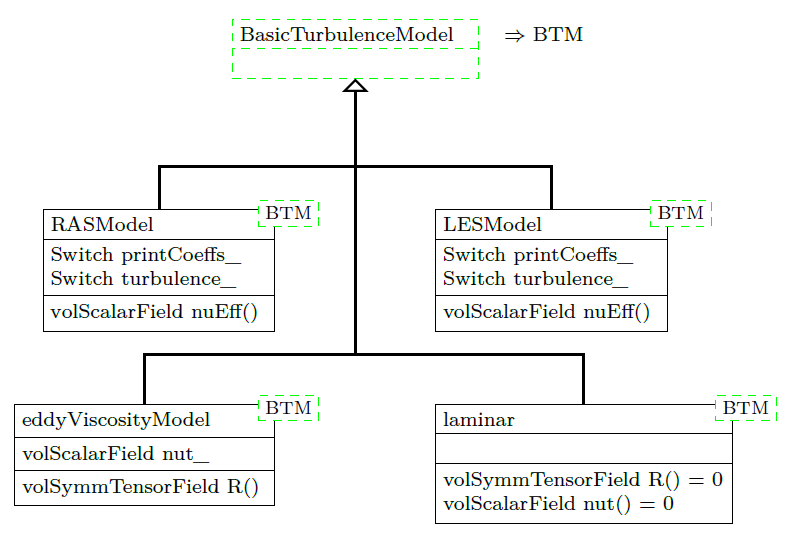 BasicTurbulenceModel ⇒ BTM
BTM
RASModel
Switch printCoeffs_
Switch turbulence_
volScalarField nuEff()
BTM
LESModel
Switch printCoeffs_
Switch turbulence_
volScalarField nuEff()
BTM
eddyViscosityModel
volScalarField nut_
volSymmTensorField R()
BTM
laminar
volSymmTensorField R() = 0
volScalarField nut() = 0